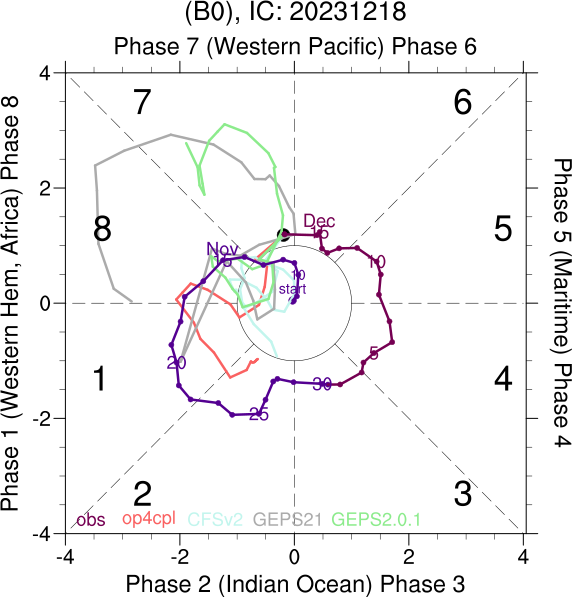 (B0), IC: 20231218
Phase 7 (Western Pacific) Phase 6
Phase 1 (Western Hem, Africa) Phase 8
Phase 5 (Maritime) Phase 4
4
2
0
-2
-4
7
6
8
5
1
4
2
3
Dec
15
Nov
15
10
10
start
5
20
30
25
obs op4cpl CFSv2 GEPS21 GEPS2.0.1
-4 -2 0 2 4
Phase 2 (Indian Ocean) Phase 3